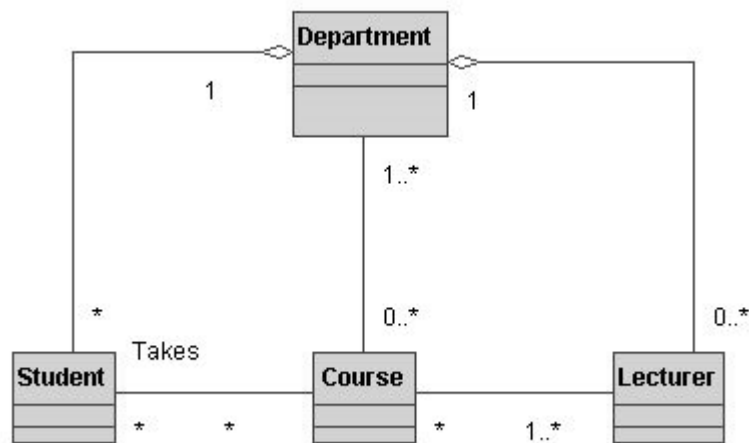 Department
1
1
1..*
*
0..*
0..*
Takes
Student
Course
Lecturer
*
*
*
1..*